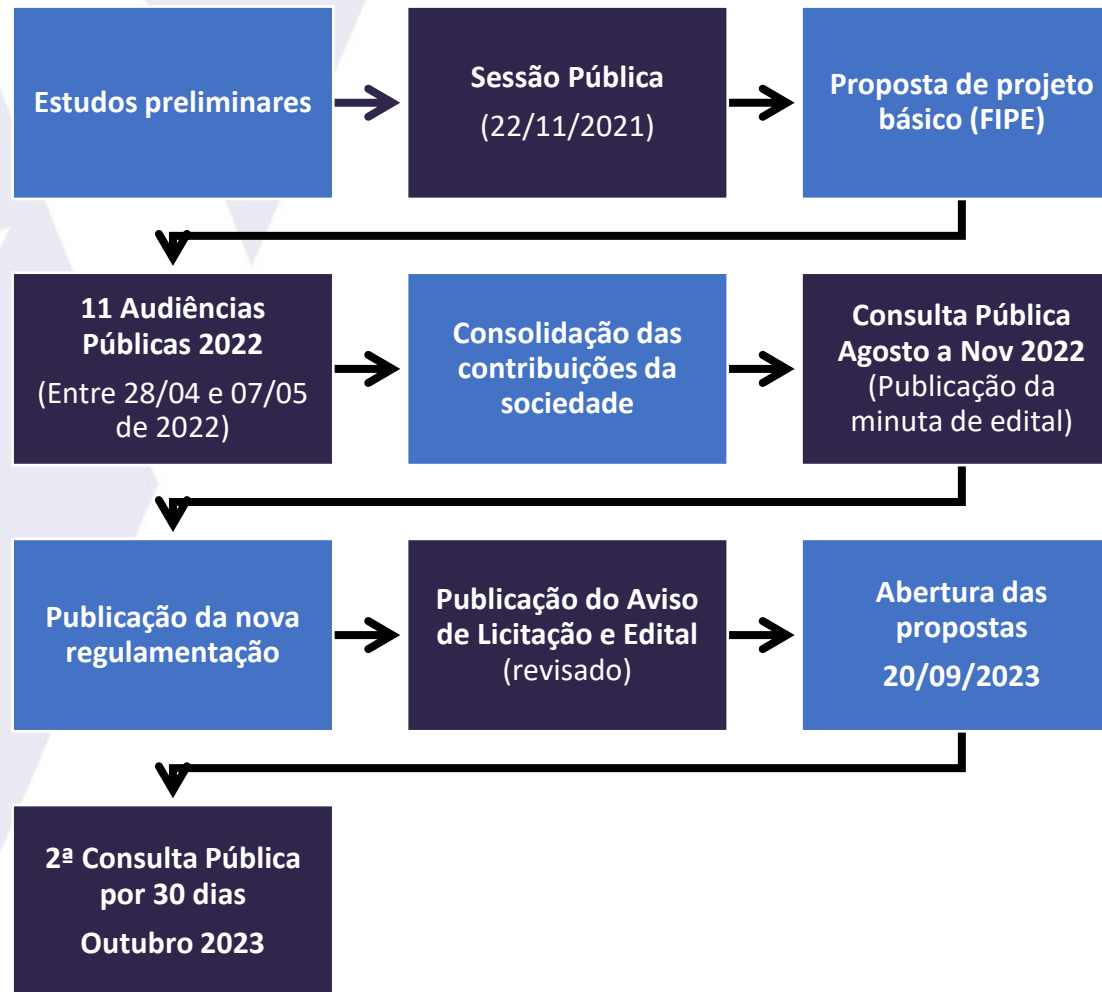 Estudos preliminares
Sessão Pública
(22/11/2021)
Proposta de projeto
básico (FIPE)
11 Audiências
Públicas 2022
(Entre 28/04 e 07/05
de 2022)
Consolidação das
contribuições da
sociedade
Consulta Pública
Agosto a Nov 2022
(Publicação da
minuta de edital)
Publicação da nova
regulamentação
Publicação do Aviso
de Licitação e Edital
(revisado)
Abertura das
propostas
20/09/2023
2ª Consulta Pública
por 30 dias
Outubro 2023